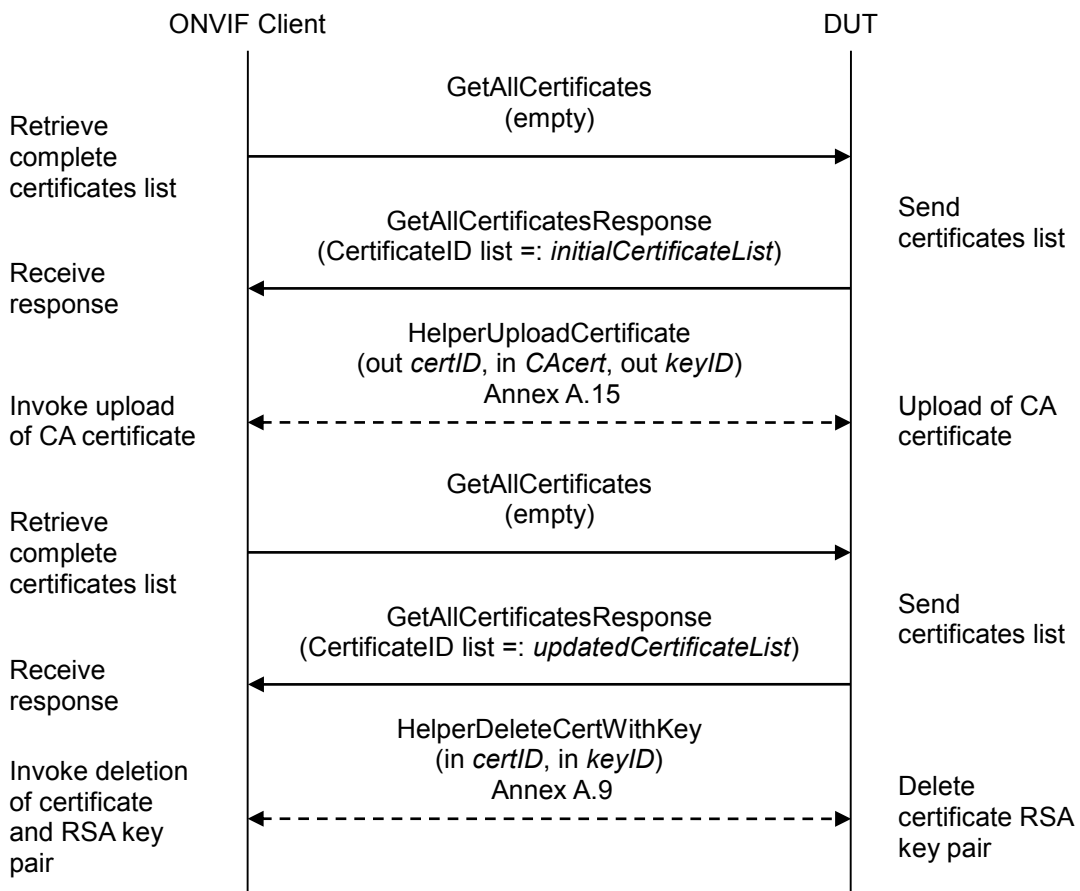 ONVIF Client
DUT
GetAllCertificates
(empty)
Retrieve
complete
certificates list
GetAllCertificatesResponse
(CertificateID list =: initialCertificateList)
Send
certificates list
Receive
response
HelperUploadCertificate
(out certID, in CAcert, out keyID)
Annex A.15
Invoke upload
of CA certificate
Upload of CA
certificate
GetAllCertificates
(empty)
Retrieve
complete
certificates list
GetAllCertificatesResponse
(CertificateID list =: updatedCertificateList)
Send
certificates list
Receive
response
HelperDeleteCertWithKey
(in certID, in keyID)
Annex A.9
Invoke deletion
of certificate
and RSA key
pair
Delete
certificate RSA
key pair